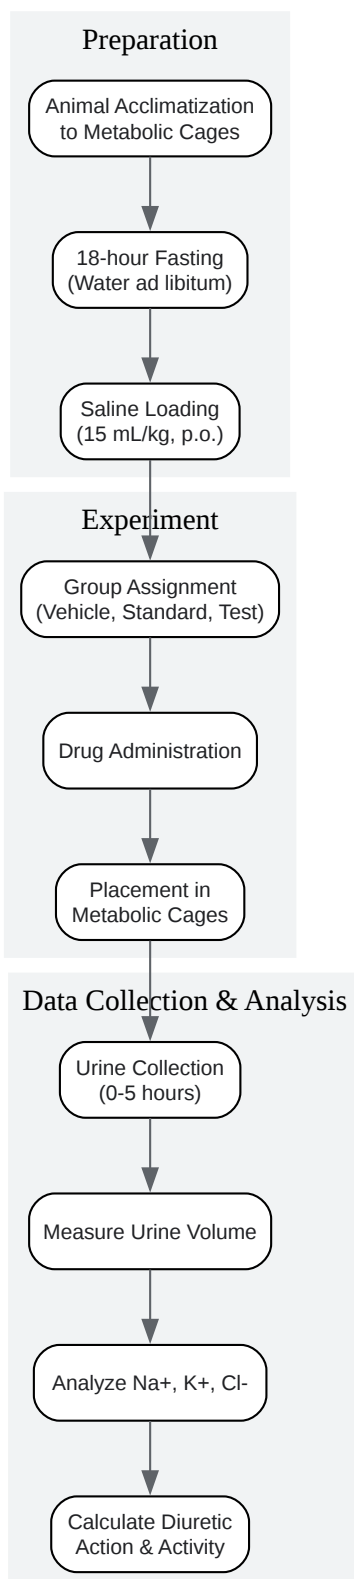 Preparation
Animal Acclimatization
to Metabolic Cages
18-hour Fasting
(Water ad libitum)
Saline Loading
(15 mL/kg, p.o.)
Experiment
Group Assignment
(Vehicle, Standard, Test)
Drug Administration
Placement in
Metabolic Cages
Data Collection & Analysis
Urine Collection
(0-5 hours)
Measure Urine Volume
Analyze Na+, K+, Cl-
Calculate Diuretic
Action & Activity